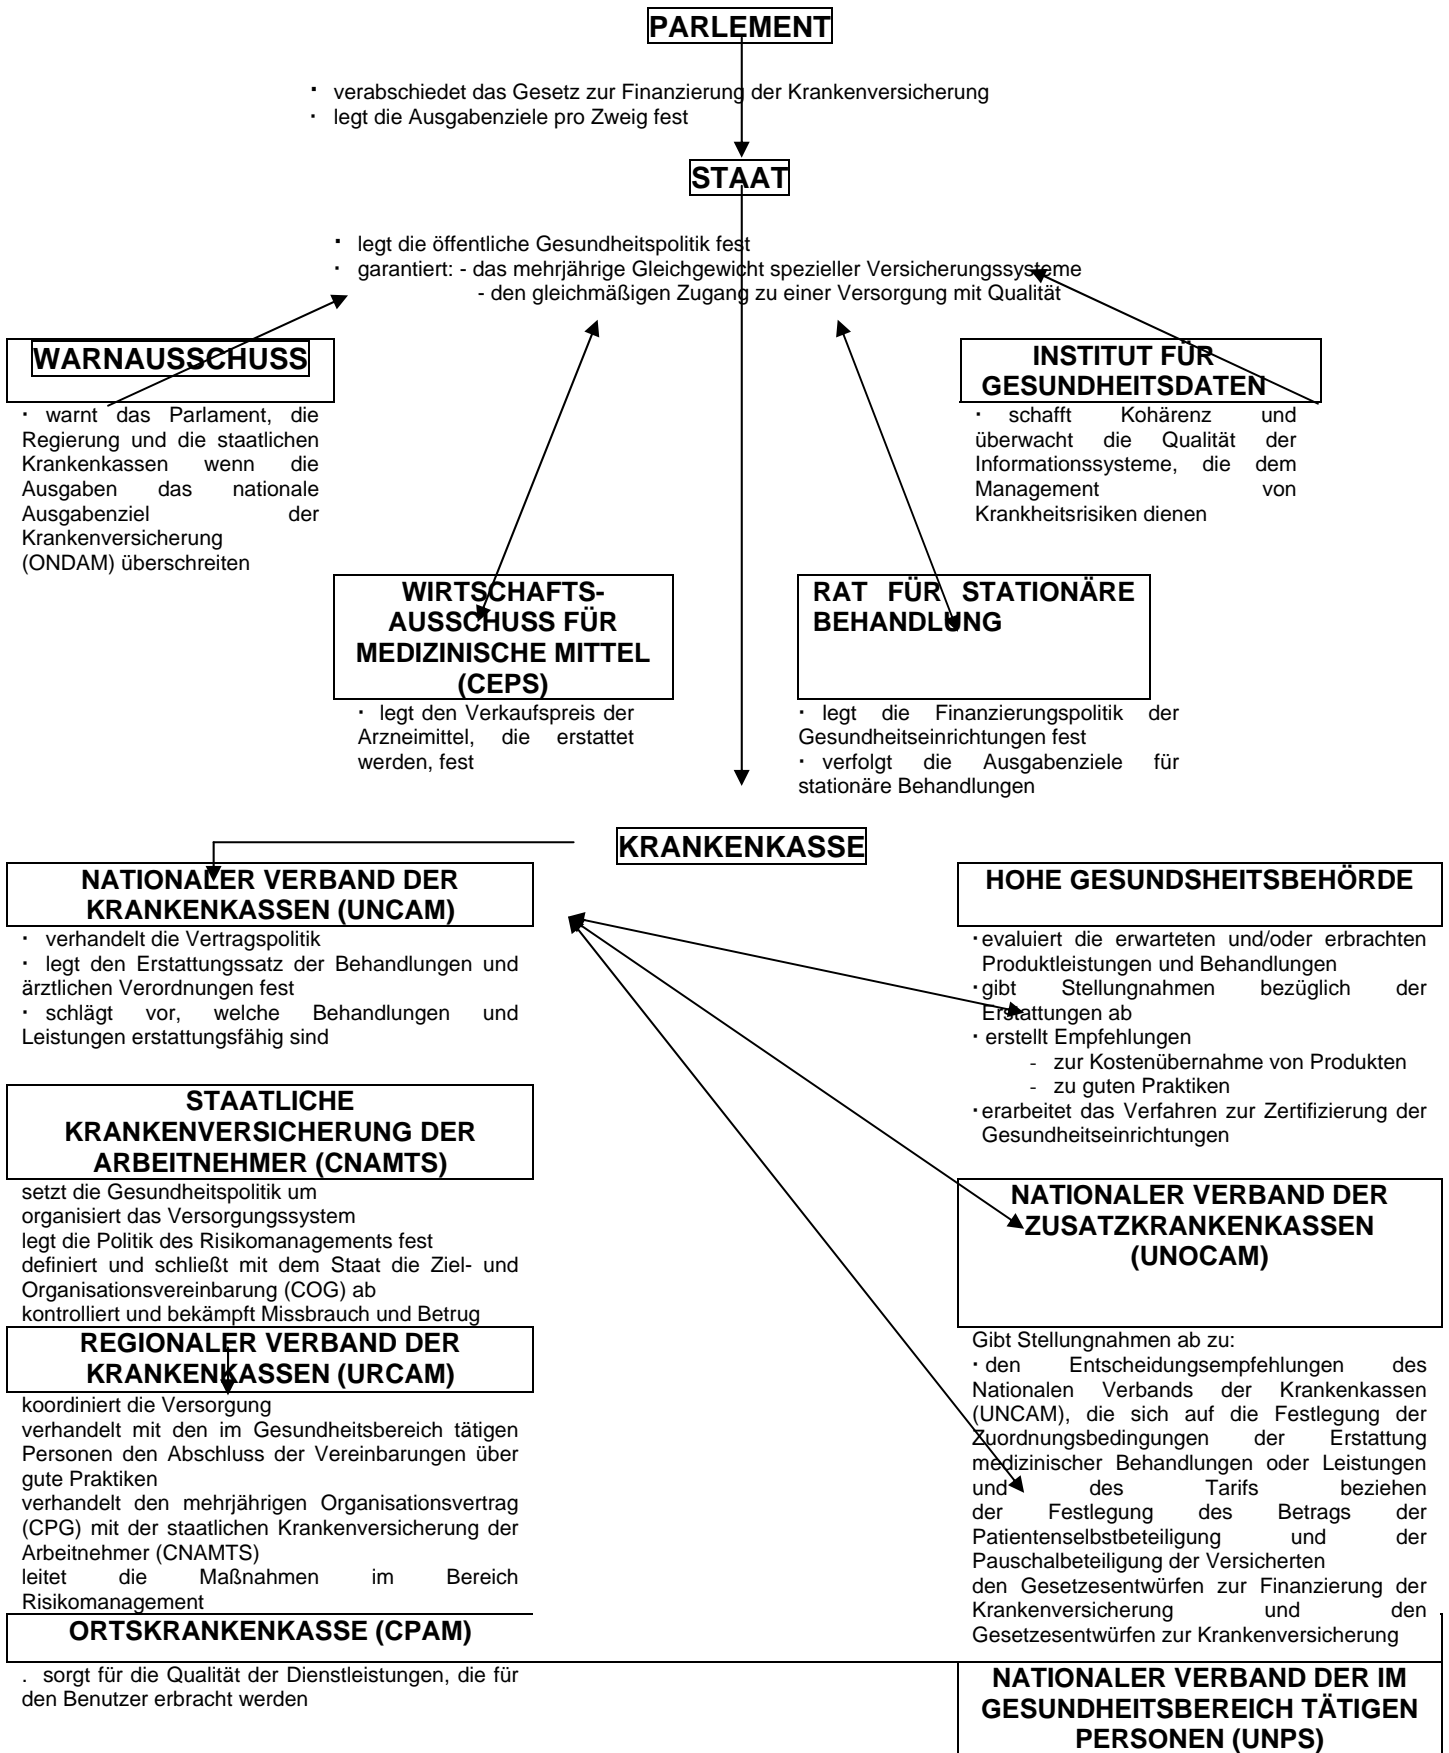 PARLEMENT
· verabschiedet das Gesetz zur Finanzierung der Krankenversicherung
· legt die Ausgabenziele pro Zweig fest
STAAT
· legt die öffentliche Gesundheitspolitik fest
· garantiert: - das mehrjährige Gleichgewicht spezieller Versicherungssysteme
- den gleichmäßigen Zugang zu einer Versorgung mit Qualität
WARNAUSSCHUSS
· warnt das Parlament, die
Regierung und die staatlichen
Krankenkassen wenn die
Ausgaben das nationale
Ausgabenziel der
Krankenversicherung
(ONDAM) überschreiten
INSTITUT FÜR
GESUNDHEITSDATEN
· schafft Kohärenz und
überwacht die Qualität der
Informationssysteme, die dem
Management von
Krankheitsrisiken dienen
WIRTSCHAFTS-
AUSSCHUSS FÜR
MEDIZINISCHE MITTEL
(CEPS)
· legt den Verkaufspreis der
Arzneimittel, die erstattet
werden, fest
RAT FÜR STATIONÄRE
BEHANDLUNG
· legt die Finanzierungspolitik der
Gesundheitseinrichtungen fest
· verfolgt die Ausgabenziele für
stationäre Behandlungen
KRANKENKASSE
NATIONALER VERBAND DER
KRANKENKASSEN (UNCAM)
· verhandelt die Vertragspolitik
· legt den Erstattungssatz der Behandlungen und
ärztlichen Verordnungen fest
· schlägt vor, welche Behandlungen und
Leistungen erstattungsfähig sind
STAATLICHE
KRANKENVERSICHERUNG DER
ARBEITNEHMER (CNAMTS)
setzt die Gesundheitspolitik um
organisiert das Versorgungssystem
legt die Politik des Risikomanagements fest
definiert und schließt mit dem Staat die Ziel- und
Organisationsvereinbarung (COG) ab
kontrolliert und bekämpft Missbrauch und Betrug
REGIONALER VERBAND DER
KRANKENKASSEN (URCAM)
koordiniert die Versorgung
verhandelt mit den im Gesundheitsbereich tätigen
Personen den Abschluss der Vereinbarungen über
gute Praktiken
verhandelt den mehrjährigen Organisationsvertrag
(CPG) mit der staatlichen Krankenversicherung der
Arbeitnehmer (CNAMTS)
leitet die Maßnahmen im Bereich
Risikomanagement
ORTSKRANKENKASSE (CPAM)
. sorgt für die Qualität der Dienstleistungen, die für
den Benutzer erbracht werden
HOHE GESUNDSHEITSBEHÖRDE
· evaluiert die erwarteten und/oder erbrachten
Produktleistungen und Behandlungen
· gibt Stellungnahmen bezüglich der
Erstattungen ab
· erstellt Empfehlungen
- zur Kostenübernahme von Produkten
- zu guten Praktiken
· erarbeitet das Verfahren zur Zertifizierung der
Gesundheitseinrichtungen
NATIONALER VERBAND DER
ZUSATZKRANKENKASSEN
(UNOCAM)
Gibt Stellungnahmen ab zu:
· den Entscheidungsempfehlungen des
Nationalen Verbands der Krankenkassen
(UNCAM), die sich auf die Festlegung der
Zuordnungsbedingungen der Erstattung
medizinischer Behandlungen oder Leistungen
und des Tarifs beziehen
der Festlegung des Betrags der
Patientenselbstbeteiligung und der
Pauschalbeteiligung der Versicherten
den Gesetzesentwürfen zur Finanzierung der
Krankenversicherung und den
Gesetzesentwürfen zur Krankenversicherung
NATIONALER VERBAND DER IM
GESUNDHEITSBEREICH TÄTIGEN
PERSONEN (UNPS)